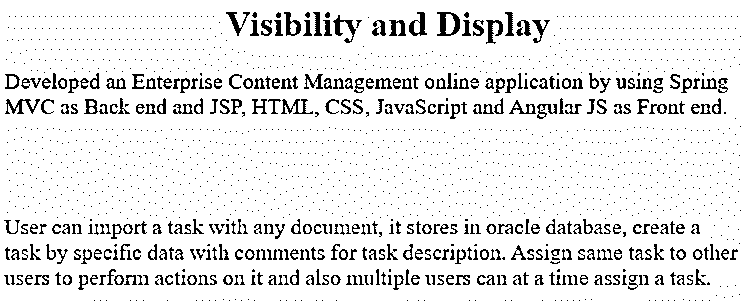 Visibility and Display
Developed an Enterprise Content Management online application by using Spring
MVC as Back end and JSP, HTML, CSS, JavaScript and Angular JS as Front end.
User can import a task with any document, it stores in oracle database, create a
task by specific data with comments for task description. Assign same task to other
users to perform actions on it and also multiple users can at a time assign a task.